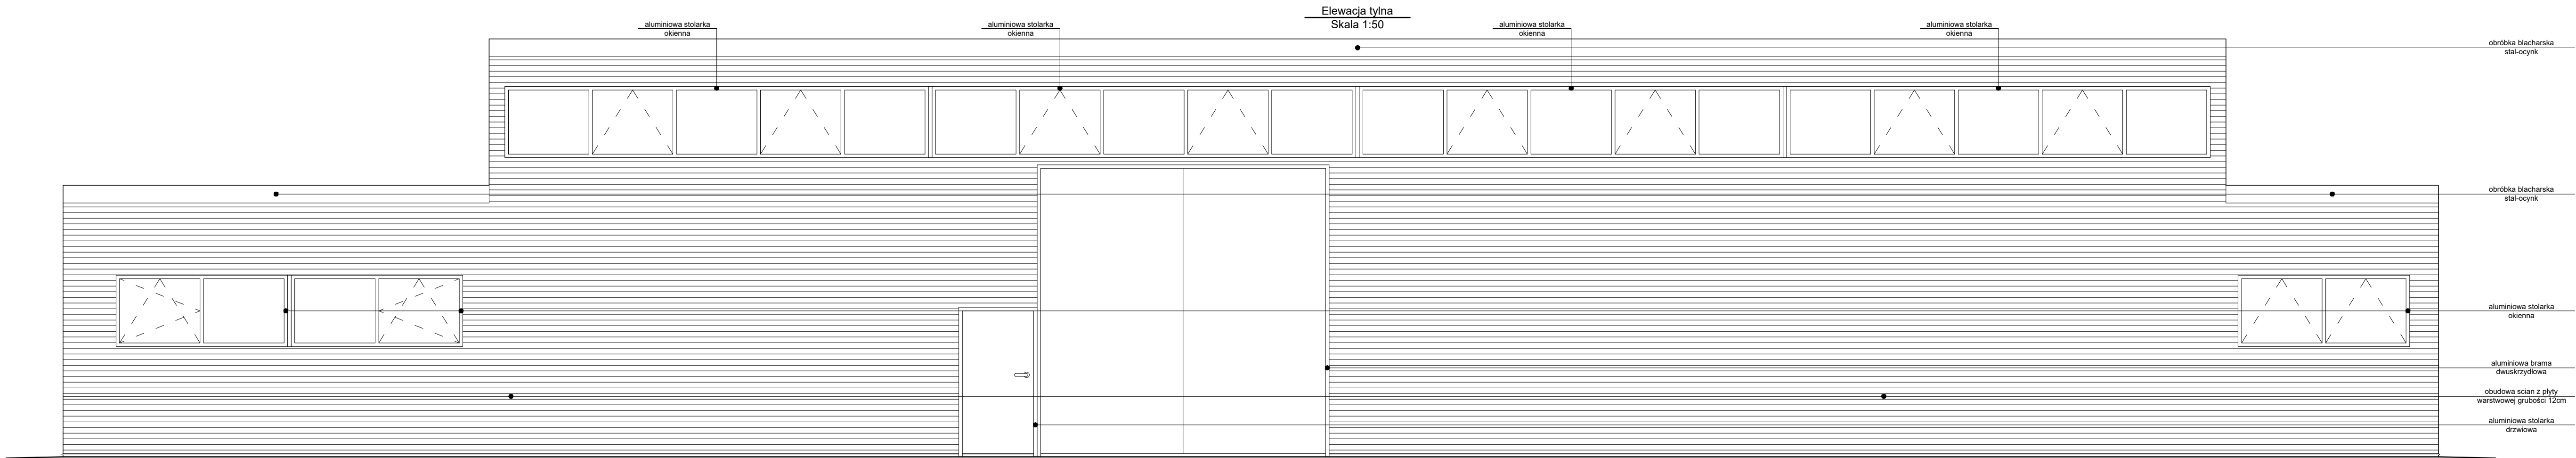 Elewacja tylna
Skala 1:50
aluminiowa stolarka
okienna
aluminiowa stolarka
okienna
aluminiowa stolarka
okienna
aluminiowa stolarka
okienna
obróbka blacharska
stal-ocynk
obróbka blacharska
stal-ocynk
aluminiowa stolarka
okienna
aluminiowa brama
dwuskrzydłowa
obudowa scian z płyty
warstwowej grubości 12cm
aluminiowa stolarka
drzwiowa